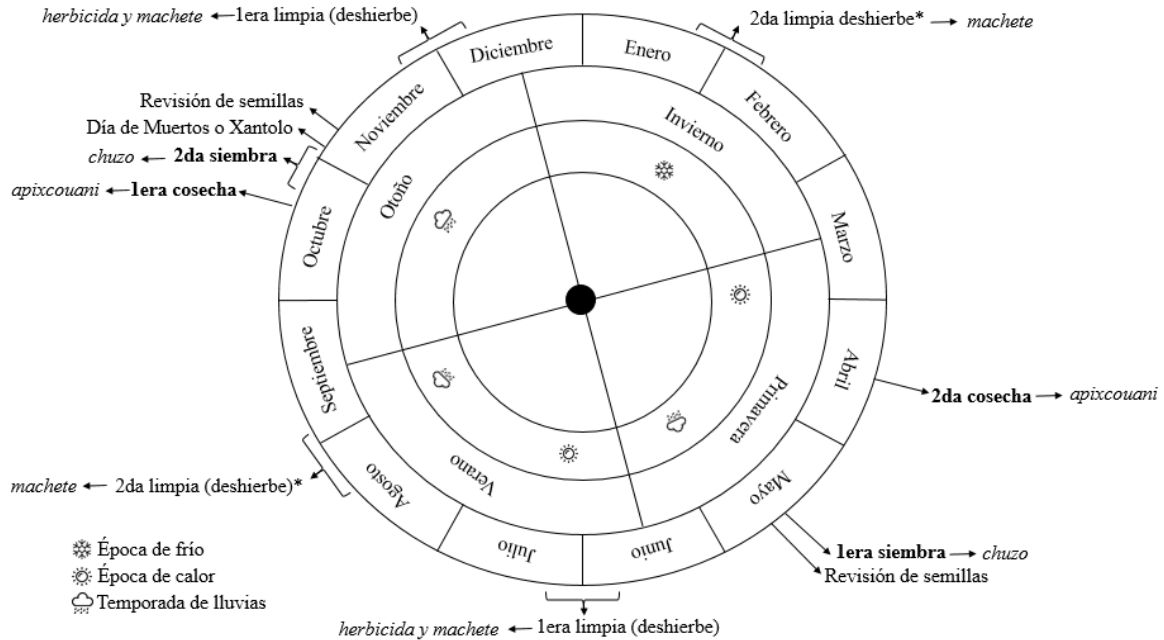 herbicida y machete ← 1era limpia (deshierbe)
2da limpia deshierbe* → machete
Diciembre
Enero
Noviembre
Febrero
Revisión de semillas
Día de Muertos o Xantolo
chuzo ← 2da siembra
apixcouani ← 1era cosecha
Invierno
Otoño
Octubre
Marzo
Septiembre
Abril
2da cosecha → apixcouani
Primavera
Verano
machete ← 2da limpia (deshierbe)*
Agosto
Mayo
Julio
Junio
1era siembra → chuzo
Revisión de semillas
Época de frío
Época de calor
Temporada de lluvias
herbicida y machete ← 1era limpia (deshierbe)